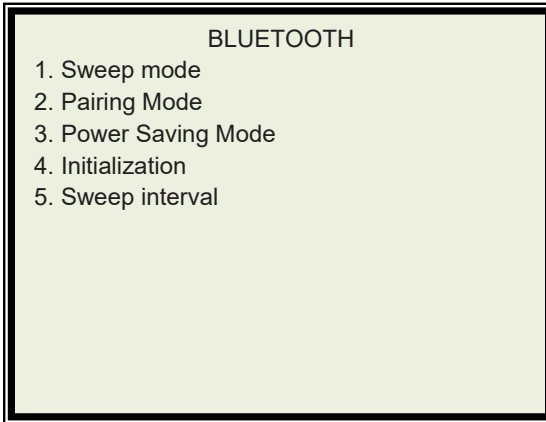 BLUETOOTH
1. Sweep mode
2. Pairing Mode
3. Power Saving Mode
4. Initialization
5. Sweep interval